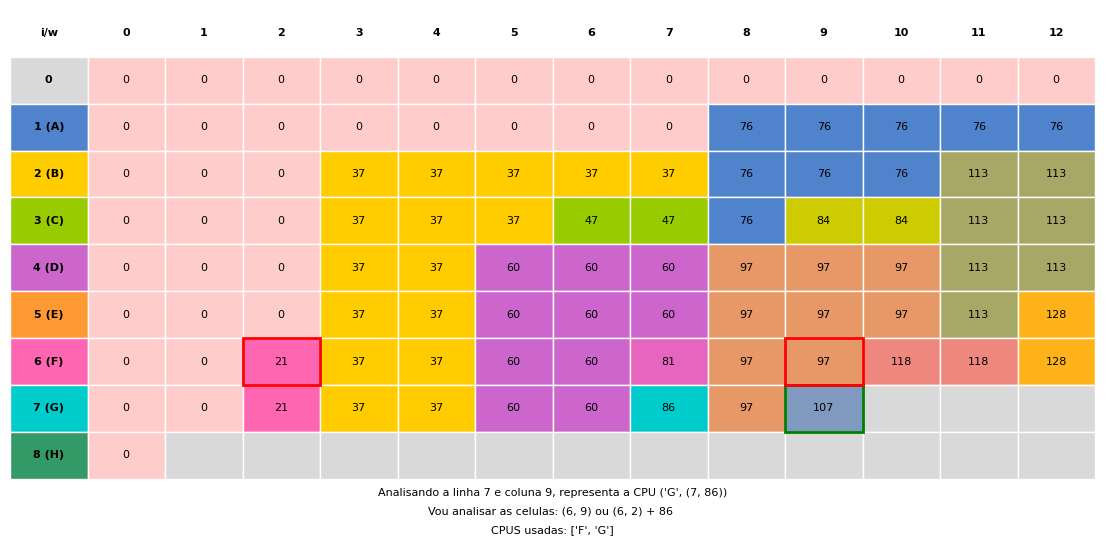 i/w 0 1 2 3 4 5 6 7 8 9 10 11 12
0 0 0 0 0 0 0 0 0 0 0 0 0 0
1 (A) 0 0 0 0 0 0 0 0 76 76 76 76 76
2 (B) 0 0 0 37 37 37 37 37 76 76 76 113 113
3 (C) 0 0 0 37 37 37 47 47 76 84 84 113 113
4 (D) 0 0 0 37 37 60 60 60 97 97 97 113 113
5 (E) 0 0 0 37 37 60 60 60 97 97 97 113 128
6 (F) 0 0 21 37 37 60 60 81 97 97 118 118 128
7 (G) 0 0 21 37 37 60 60 86 97 107
8 (H) 0
Analisando a linha 7 e coluna 9, representa a CPU ('G', (7, 86))
Vou analisar as celulas: (6, 9) ou (6, 2) + 86
CPUS usadas: ['F', 'G']